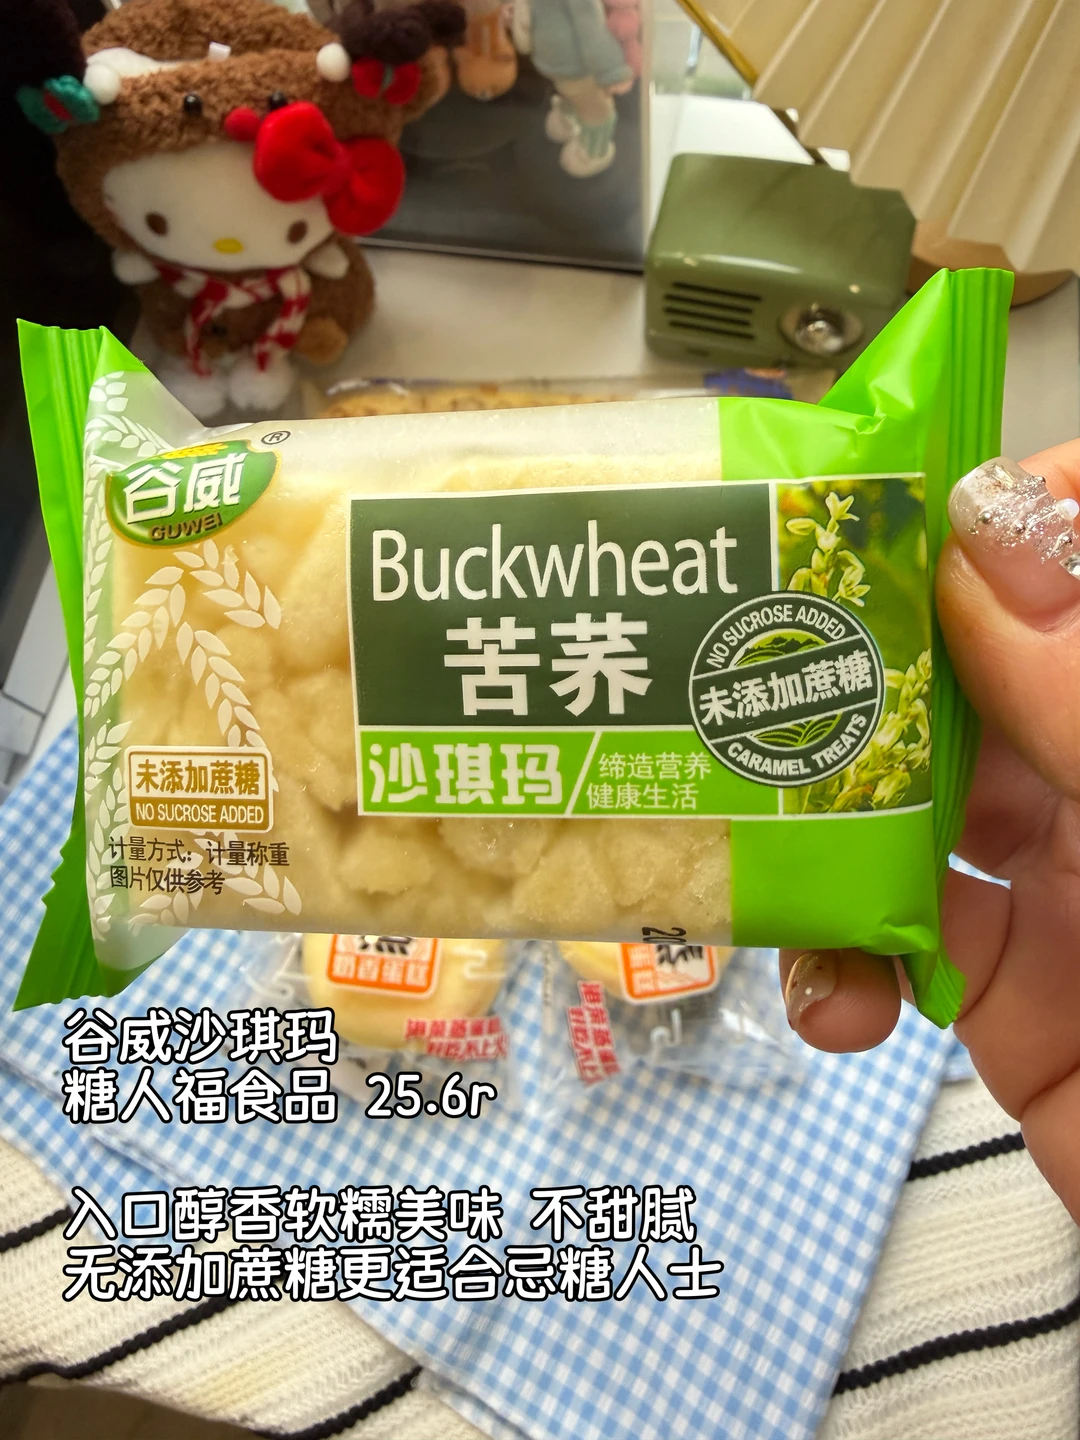 谷威
GUWEI
®
Buckwheat
苦荞
NO SUCROSE ADDED
未添加蔗糖
CARAMEL TREATS
沙琪玛/缔造营养
健康生活
未添加蔗糖
NO SUCROSE ADDED
计量方式：计量称重
图片仅供参考
20
谷威沙琪玛
糖人福食品 25.6r
入口醇香软糯美味 不甜腻
无添加蔗糖更适合忌糖人士